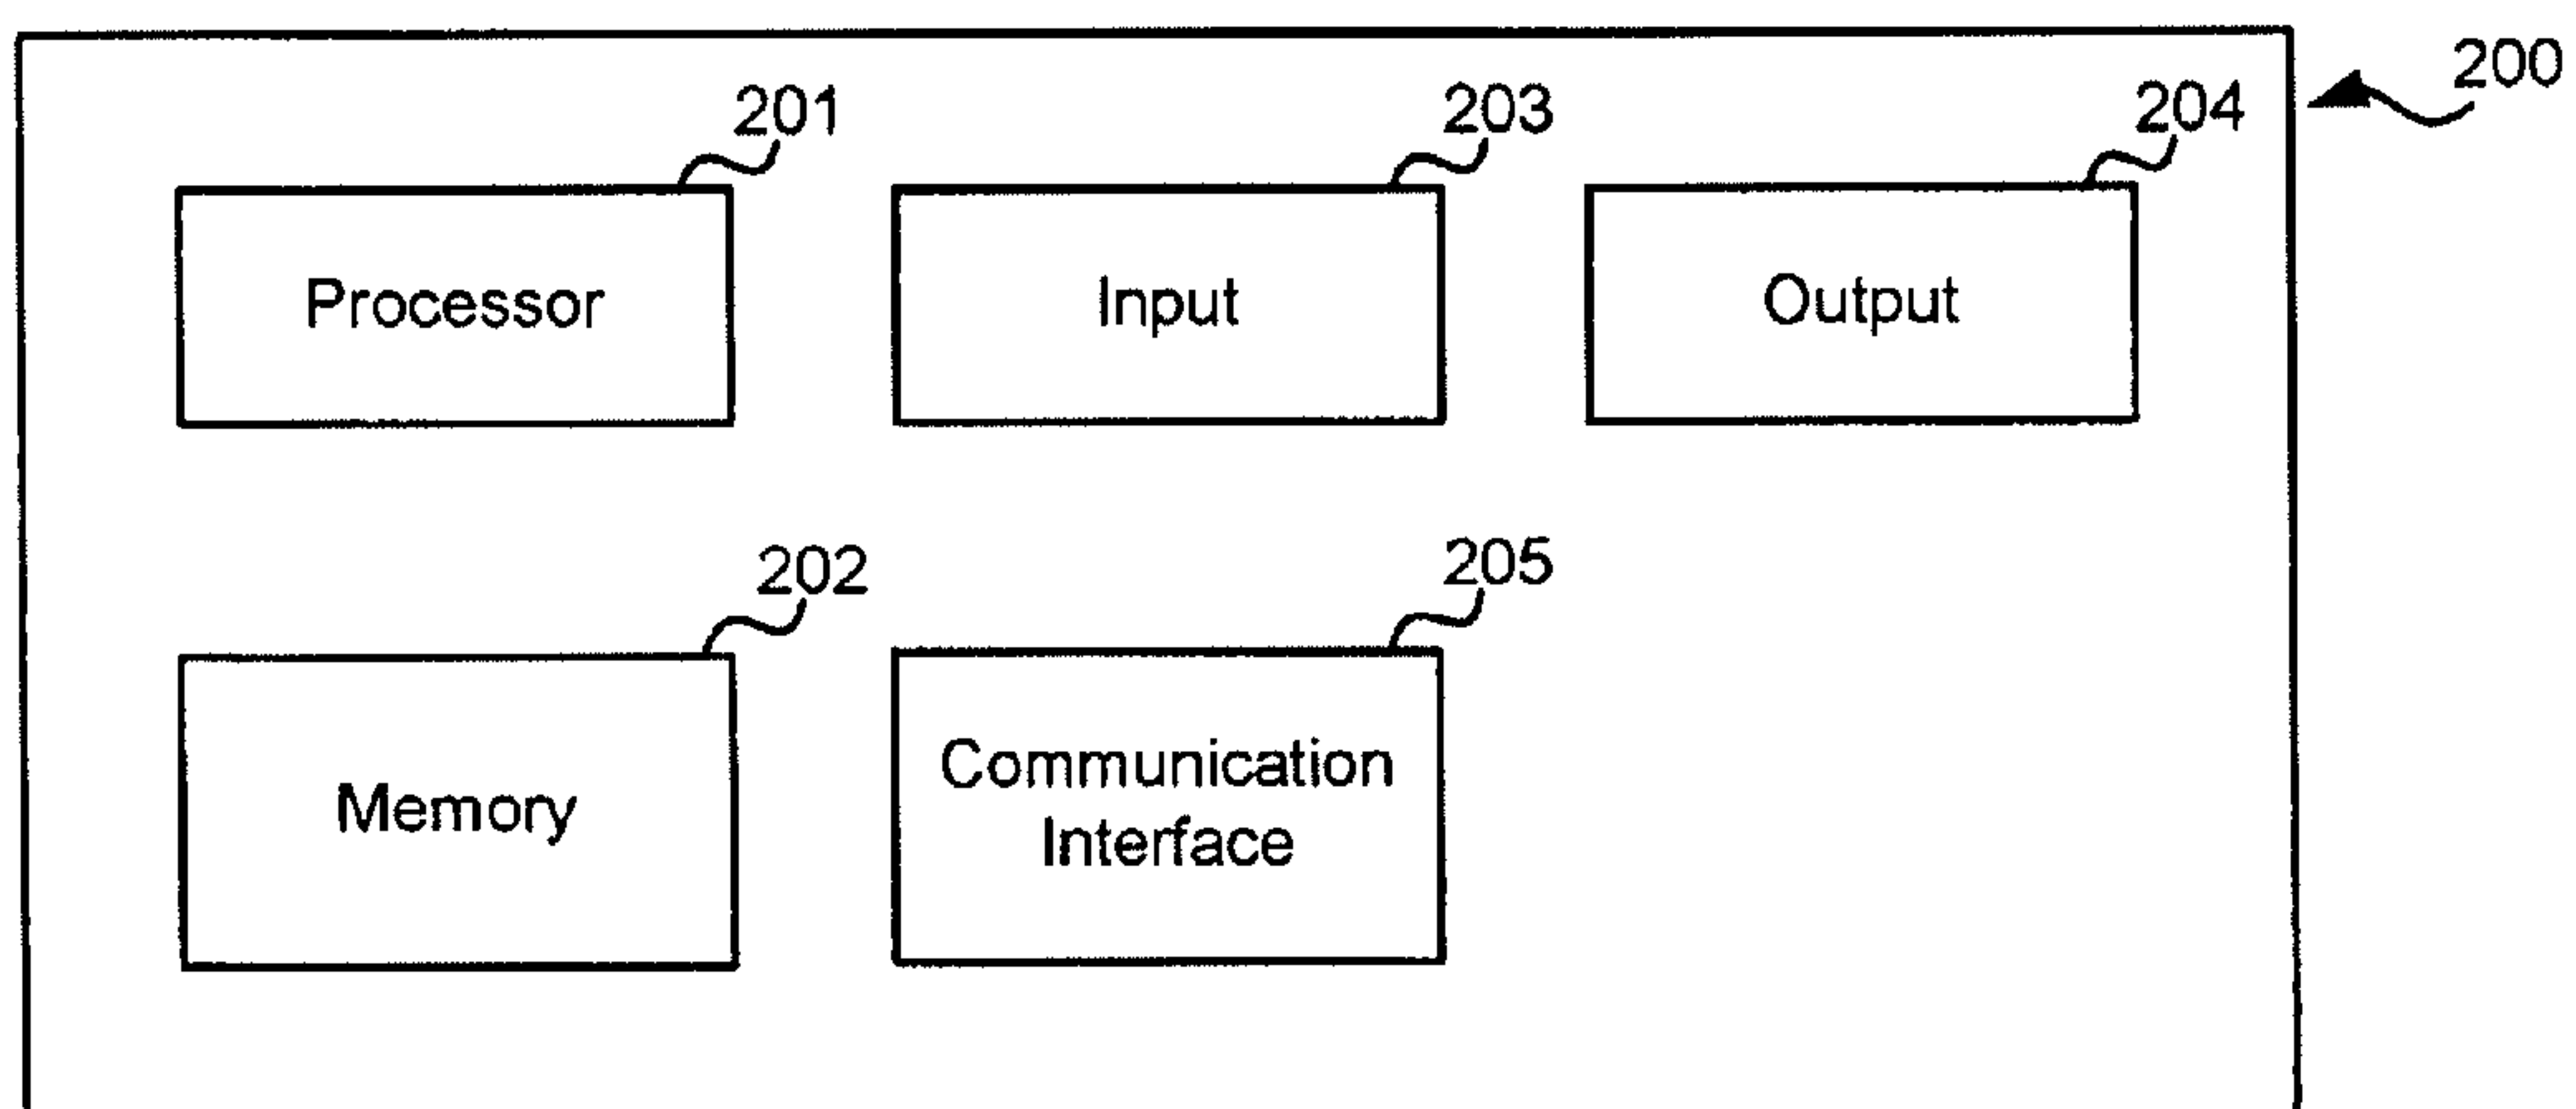 200
201
203
204
Processor
Input
Output
202
205
Memory
Communication
Interface